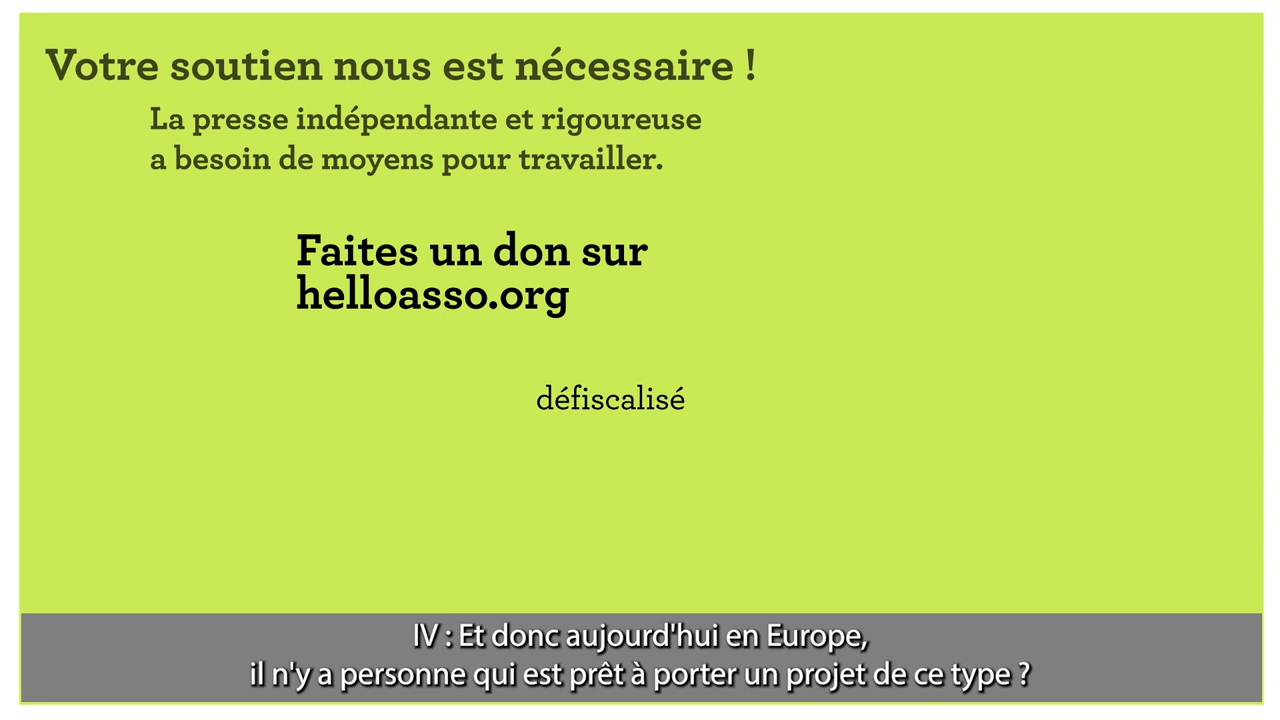 Votre soutien nous est nécessaire !
La presse indépendante et rigoureuse
a besoin de moyens pour travailler.
Faites un don sur
helloasso.org
défiscalisé
IV : Et donc aujourd'hui en Europe,
il n'y a personne qui est prêt à porter un projet de ce type ?